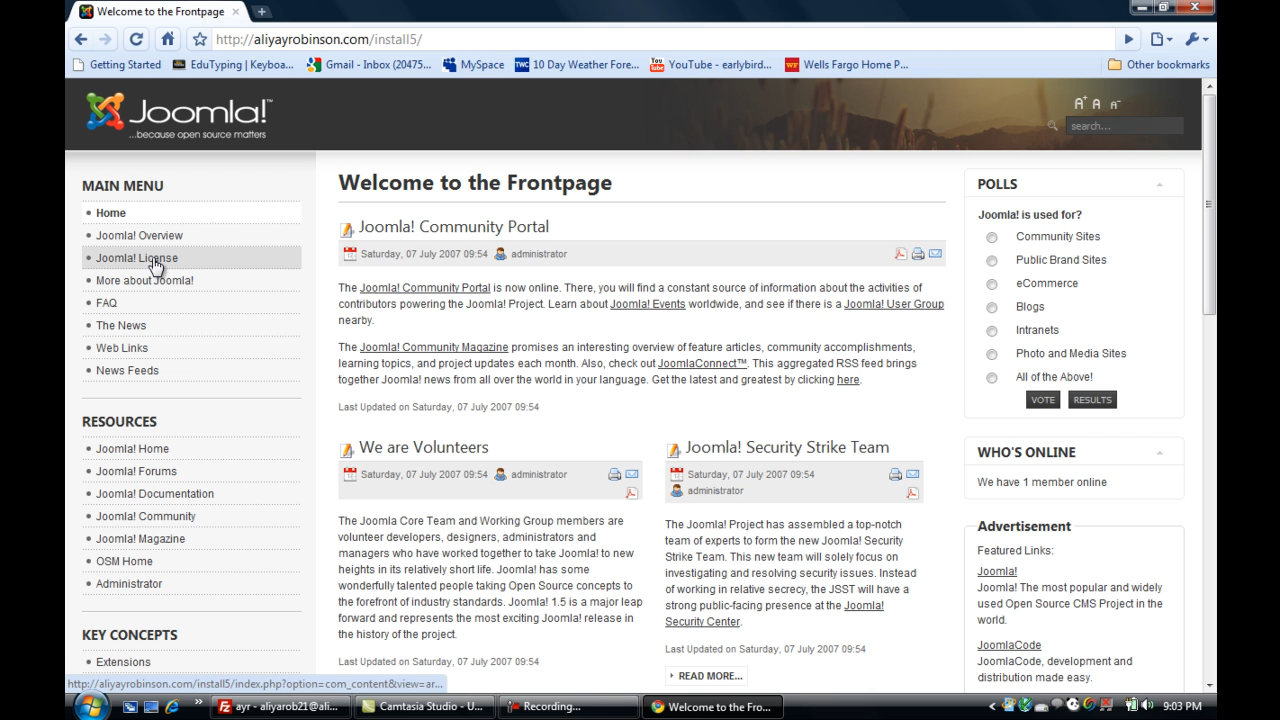 Welcome to the Frontpage
http://aliyayrobinson.com/install5/
Getting Started
EduTyping | Keyboa...
Gmail - Inbox (20475...
MySpace
10 Day Weather Fore...
YouTube - earlybird...
Wells Fargo Home P...
Other bookmarks
Joomla!™
...because open source matters
A+ A A-
search...
MAIN MENU
Home
Joomla! Overview
Joomla! License
More about Joomla!
FAQ
The News
Web Links
News Feeds
RESOURCES
Joomla! Home
Joomla! Forums
Joomla! Documentation
Joomla! Community
Joomla! Magazine
OSM Home
Administrator
KEY CONCEPTS
Extensions
Welcome to the Frontpage
Joomla! Community Portal
Saturday, 07 July 2007 09:54 administrator
The Joomla! Community Portal is now online. There, you will find a constant source of information about the activities of
contributors powering the Joomla! Project. Learn about Joomla! Events worldwide, and see if there is a Joomla! User Group
nearby.
The Joomla! Community Magazine promises an interesting overview of feature articles, community accomplishments,
learning topics, and project updates each month. Also, check out JoomlaConnect™. This aggregated RSS feed brings
together Joomla! news from all over the world in your language. Get the latest and greatest by clicking here.
Last Updated on Saturday, 07 July 2007 09:54
We are Volunteers
Saturday, 07 July 2007 09:54 administrator
The Joomla Core Team and Working Group members are
volunteer developers, designers, administrators and
managers who have worked together to take Joomla! to new
heights in its relatively short life. Joomla! has some
wonderfully talented people taking Open Source concepts to
the forefront of industry standards. Joomla! 1.5 is a major leap
forward and represents the most exciting Joomla! release in
the history of the project.
Last Updated on Saturday, 07 July 2007 09:54
Joomla! Security Strike Team
Saturday, 07 July 2007 09:54
administrator
The Joomla! Project has assembled a top-notch
team of experts to form the new Joomla! Security
Strike Team. This new team will solely focus on
investigating and resolving security issues. Instead
of working in relative secrecy, the JSST will have a
strong public-facing presence at the Joomla!
Security Center.
Last Updated on Saturday, 07 July 2007 09:54
READ MORE...
POLLS
Joomla! is used for?
Community Sites
Public Brand Sites
eCommerce
Blogs
Intranets
Photo and Media Sites
All of the Above!
VOTE RESULTS
WHO'S ONLINE
We have 1 member online
Advertisement
Featured Links:
Joomla!
Joomla! The most popular and widely
used Open Source CMS Project in the
world.
JoomlaCode
JoomlaCode, development and
distribution made easy.
http://aliyayrobinson.com/install5/index.php?option=com_content&view=ar...
ayr - aliyarob21@ali...
Camtasia Studio - U...
Recording...
Welcome to the Fro...
9:03 PM